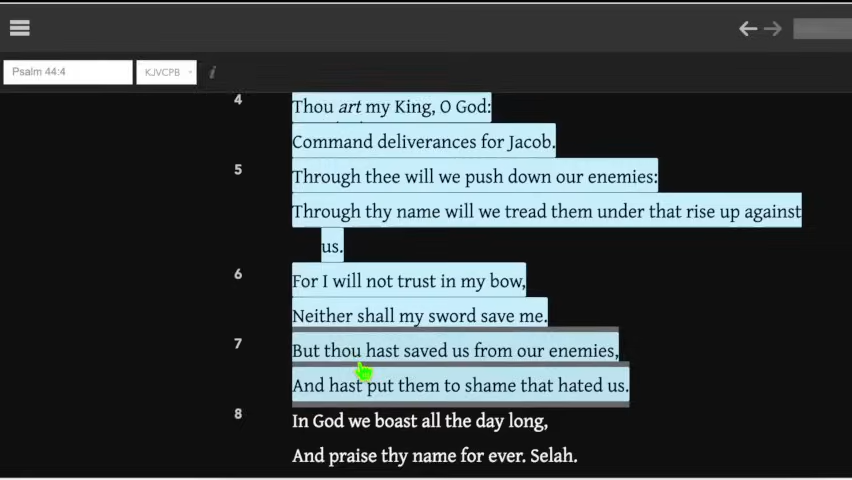 Psalm 44:4
KJVCPB
i
4 Thou art my King, O God:
Command deliverances for Jacob.
5 Through thee will we push down our enemies:
Through thy name will we tread them under that rise up against
us.
6 For I will not trust in my bow,
Neither shall my sword save me.
7 But thou hast saved us from our enemies,
And hast put them to shame that hated us.
8 In God we boast all the day long,
And praise thy name for ever. Selah.